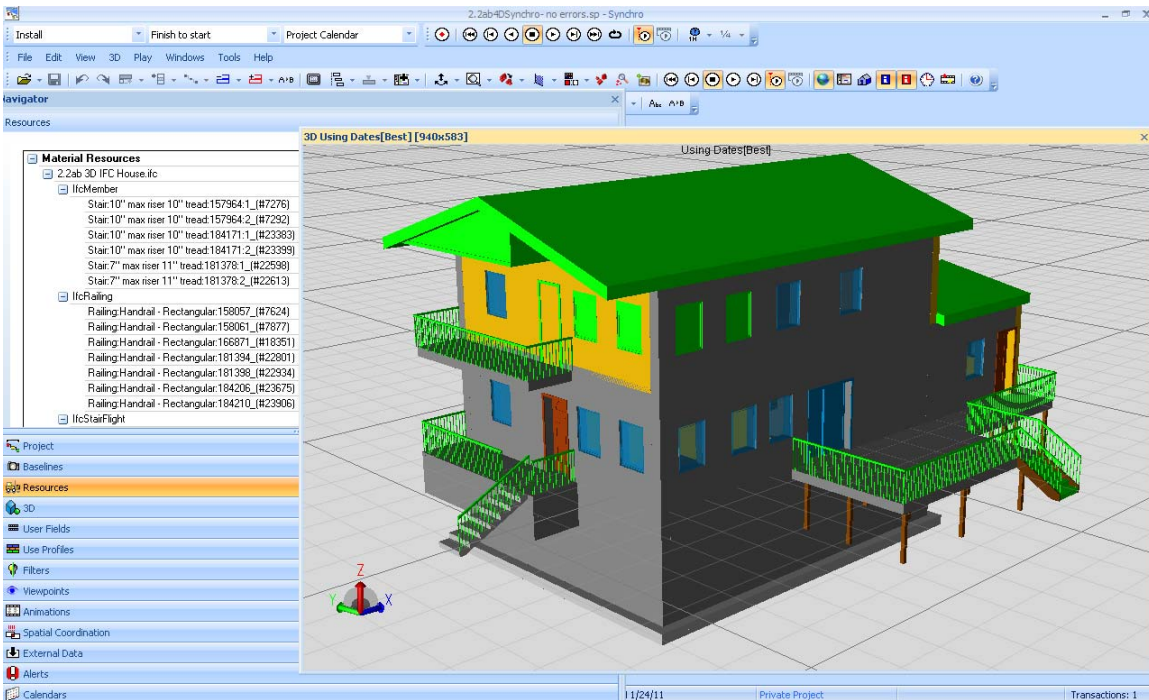 2.2ab4DSynchro- no errors.sp - Synchro
Install Finish to start Project Calendar 1H ¼
File Edit View 3D Play Windows Tools Help
Navigator
Resources
3D Using Dates[Best] [940x583]
Using Dates[Best]
Material Resources
2.2ab 3D IFC House.ifc
IfcMember
Stair:10" max riser 10" tread:157964:1_(#7276)
Stair:10" max riser 10" tread:157964:2_(#7292)
Stair:10" max riser 10" tread:184171:1_(#23383)
Stair:10" max riser 10" tread:184171:2_(#23399)
Stair:7" max riser 11" tread:181378:1_(#22598)
Stair:7" max riser 11" tread:181378:2_(#22613)
IfcRailing
Railing:Handrail - Rectangular:158057_(#7624)
Railing:Handrail - Rectangular:158061_(#7877)
Railing:Handrail - Rectangular:166871_(#18351)
Railing:Handrail - Rectangular:181394_(#22801)
Railing:Handrail - Rectangular:181398_(#22934)
Railing:Handrail - Rectangular:184206_(#23675)
Railing:Handrail - Rectangular:184210_(#23906)
IfcStairFlight
Project
Baselines
Resources
3D
User Fields
Use Profiles
Filters
Viewpoints
Animations
Spatial Coordination
External Data
Alerts
Calendars
Z
Y X
11/24/11 Private Project Transactions: 1